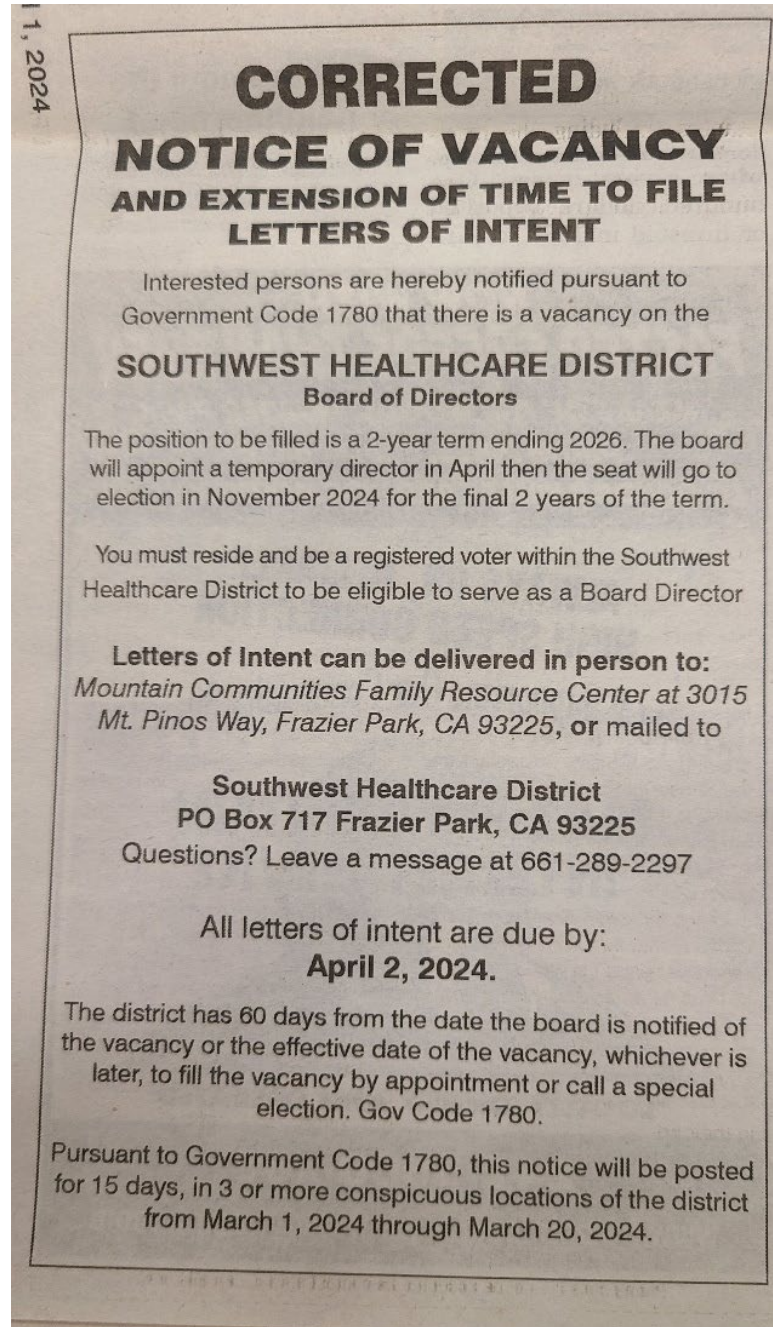 1, 2024
CORRECTED
NOTICE OF VACANCY
AND EXTENSION OF TIME TO FILE
LETTERS OF INTENT
Interested persons are hereby notified pursuant to
Government Code 1780 that there is a vacancy on the
SOUTHWEST HEALTHCARE DISTRICT
Board of Directors
The position to be filled is a 2-year term ending 2026. The board
will appoint a temporary director in April then the seat will go to
election in November 2024 for the final 2 years of the term.
You must reside and be a registered voter within the Southwest
Healthcare District to be eligible to serve as a Board Director
Letters of Intent can be delivered in person to:
Mountain Communities Family Resource Center at 3015
Mt. Pinos Way, Frazier Park, CA 93225, or mailed to
Southwest Healthcare District
PO Box 717 Frazier Park, CA 93225
Questions? Leave a message at 661-289-2297
All letters of intent are due by:
April 2, 2024.
The district has 60 days from the date the board is notified of
the vacancy or the effective date of the vacancy, whichever is
later, to fill the vacancy by appointment or call a special
election. Gov Code 1780.
Pursuant to Government Code 1780, this notice will be posted
for 15 days, in 3 or more conspicuous locations of the district
from March 1, 2024 through March 20, 2024.